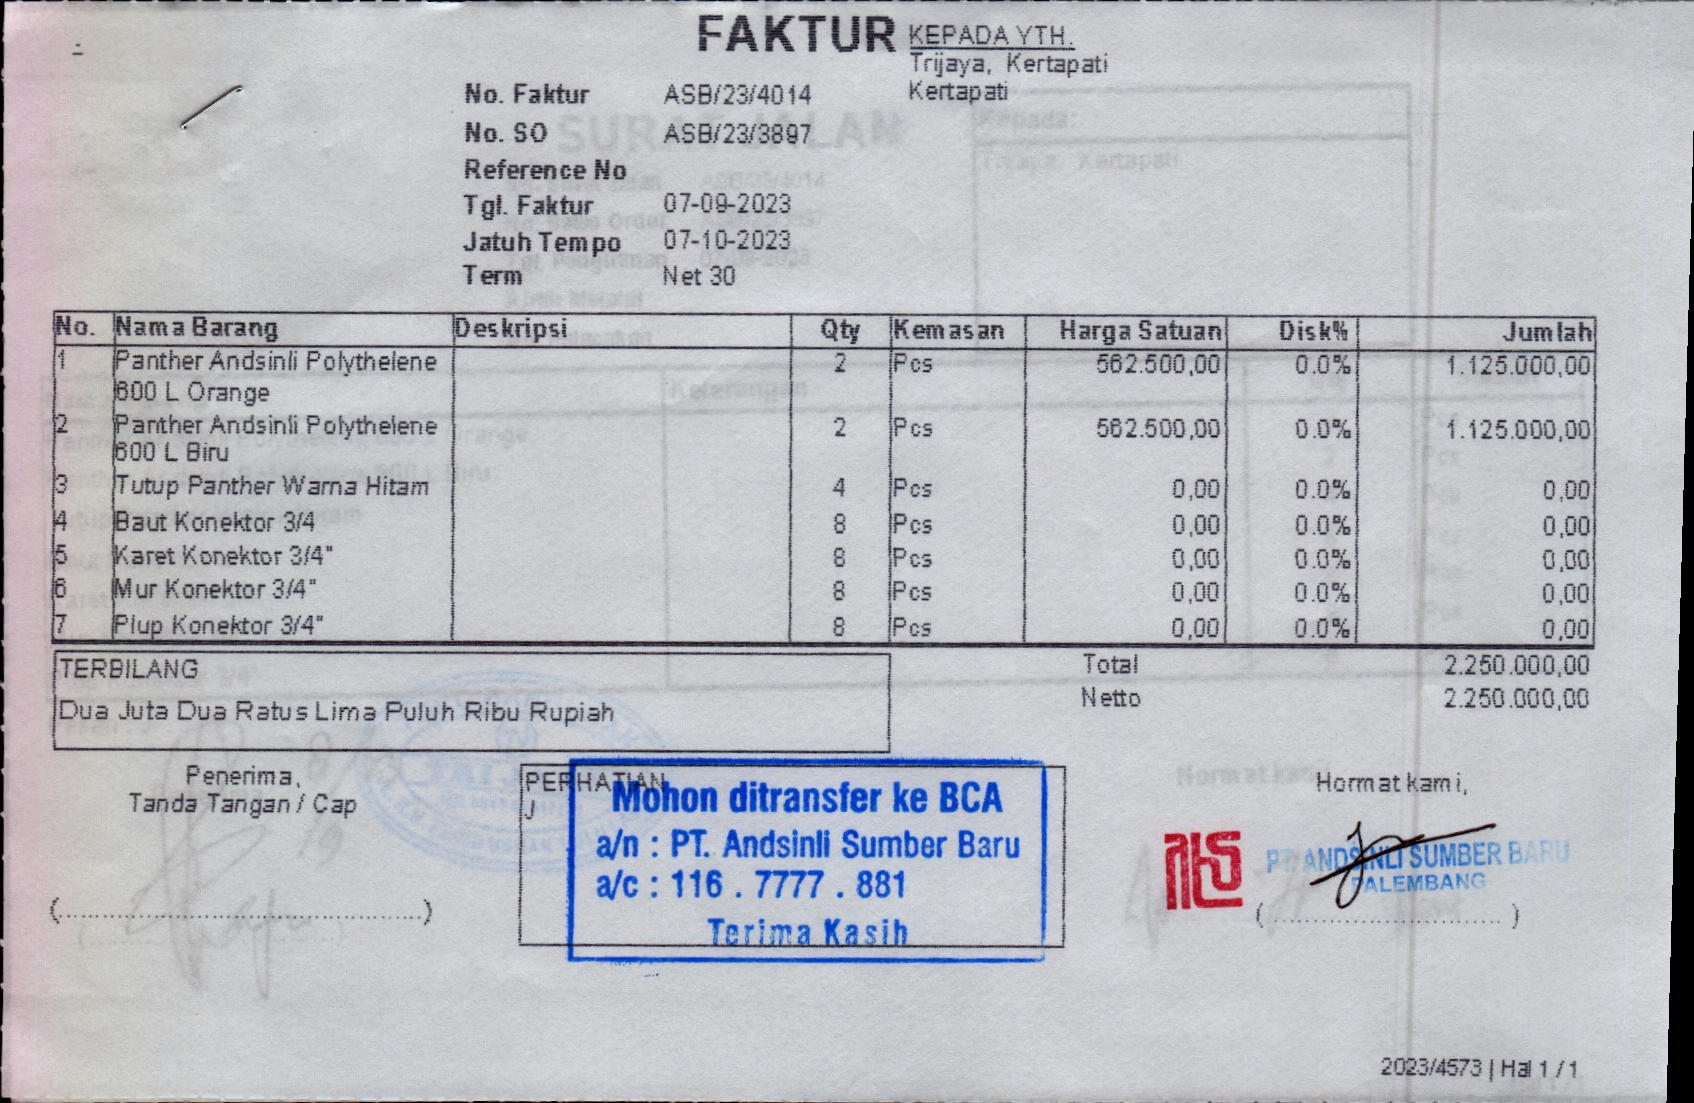 FAKTUR
KEPADA YTH.
Trijaya, Kertapati
Kertapati
No. Faktur ASB/23/4014
No. SO ASB/23/3897
Reference No
Tgl. Faktur 07-09-2023
Jatuh Tempo 07-10-2023
Term Net 30
No. Nama Barang Deskripsi Qty Kemasan Harga Satuan Disk% Jumlah
1 Panther Andsinli Polythelene 2 Pcs 562.500,00 0.0% 1.125.000,00
600 L Orange
2 Panther Andsinli Polythelene 2 Pcs 562.500,00 0.0% 1.125.000,00
600 L Biru
3 Tutup Panther Warna Hitam 4 Pcs 0,00 0.0% 0,00
4 Baut Konektor 3/4 8 Pcs 0,00 0.0% 0,00
5 Karet Konektor 3/4" 8 Pcs 0,00 0.0% 0,00
6 Mur Konektor 3/4" 8 Pcs 0,00 0.0% 0,00
7 Plup Konektor 3/4" 8 Pcs 0,00 0.0% 0,00
TERBILANG
Dua Juta Dua Ratus Lima Puluh Ribu Rupiah
Total 2.250.000,00
Netto 2.250.000,00
Penerima,
Tanda Tangan / Cap
(..........)
PERHATIAN
J
Mohon ditransfer ke BCA
a/n : PT. Andsinli Sumber Baru
a/c : 116 . 7777 . 881
Terima Kasih
Hormat kami,
PT ANDSINLI SUMBER BARU
PALEMBANG
(..........)
2023/4573 | Hal 1 / 1